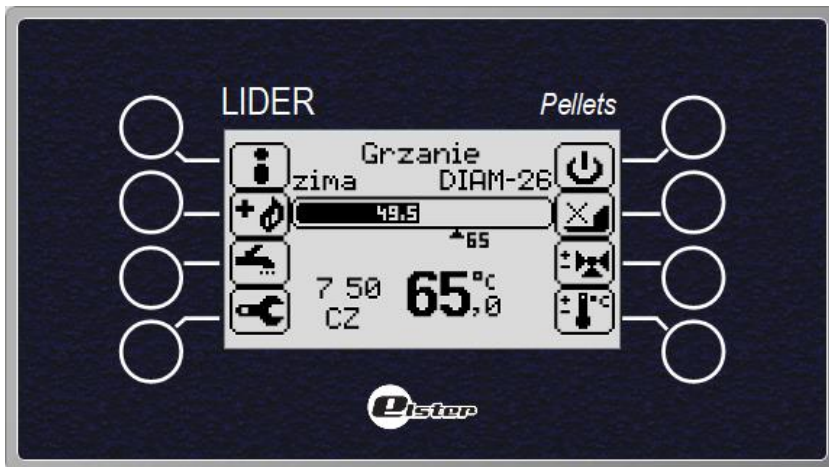 LIDER Pellets
Grzanie
zima DIAM-26
49.5
65
7 50 65,0 °C
CZ
± °C
elster